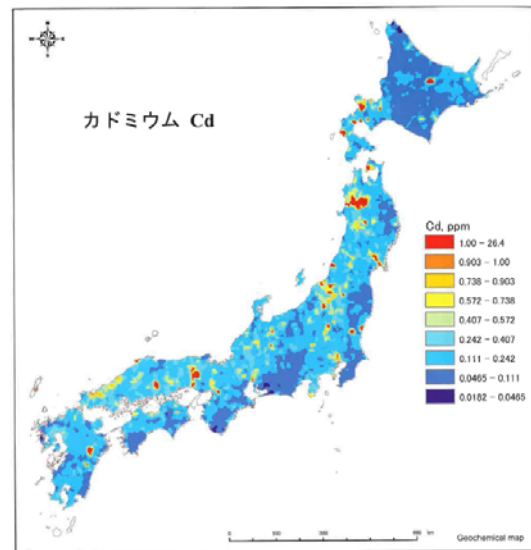 N
W
E
S
カドミウム Cd
Cd, ppm
1.00 - 26.4
0.903 - 1.00
0.738 - 0.903
0.572 - 0.738
0.407 - 0.572
0.242 - 0.407
0.111 - 0.242
0.0465 - 0.111
0.0182 - 0.0465
0
km
Geochemical map